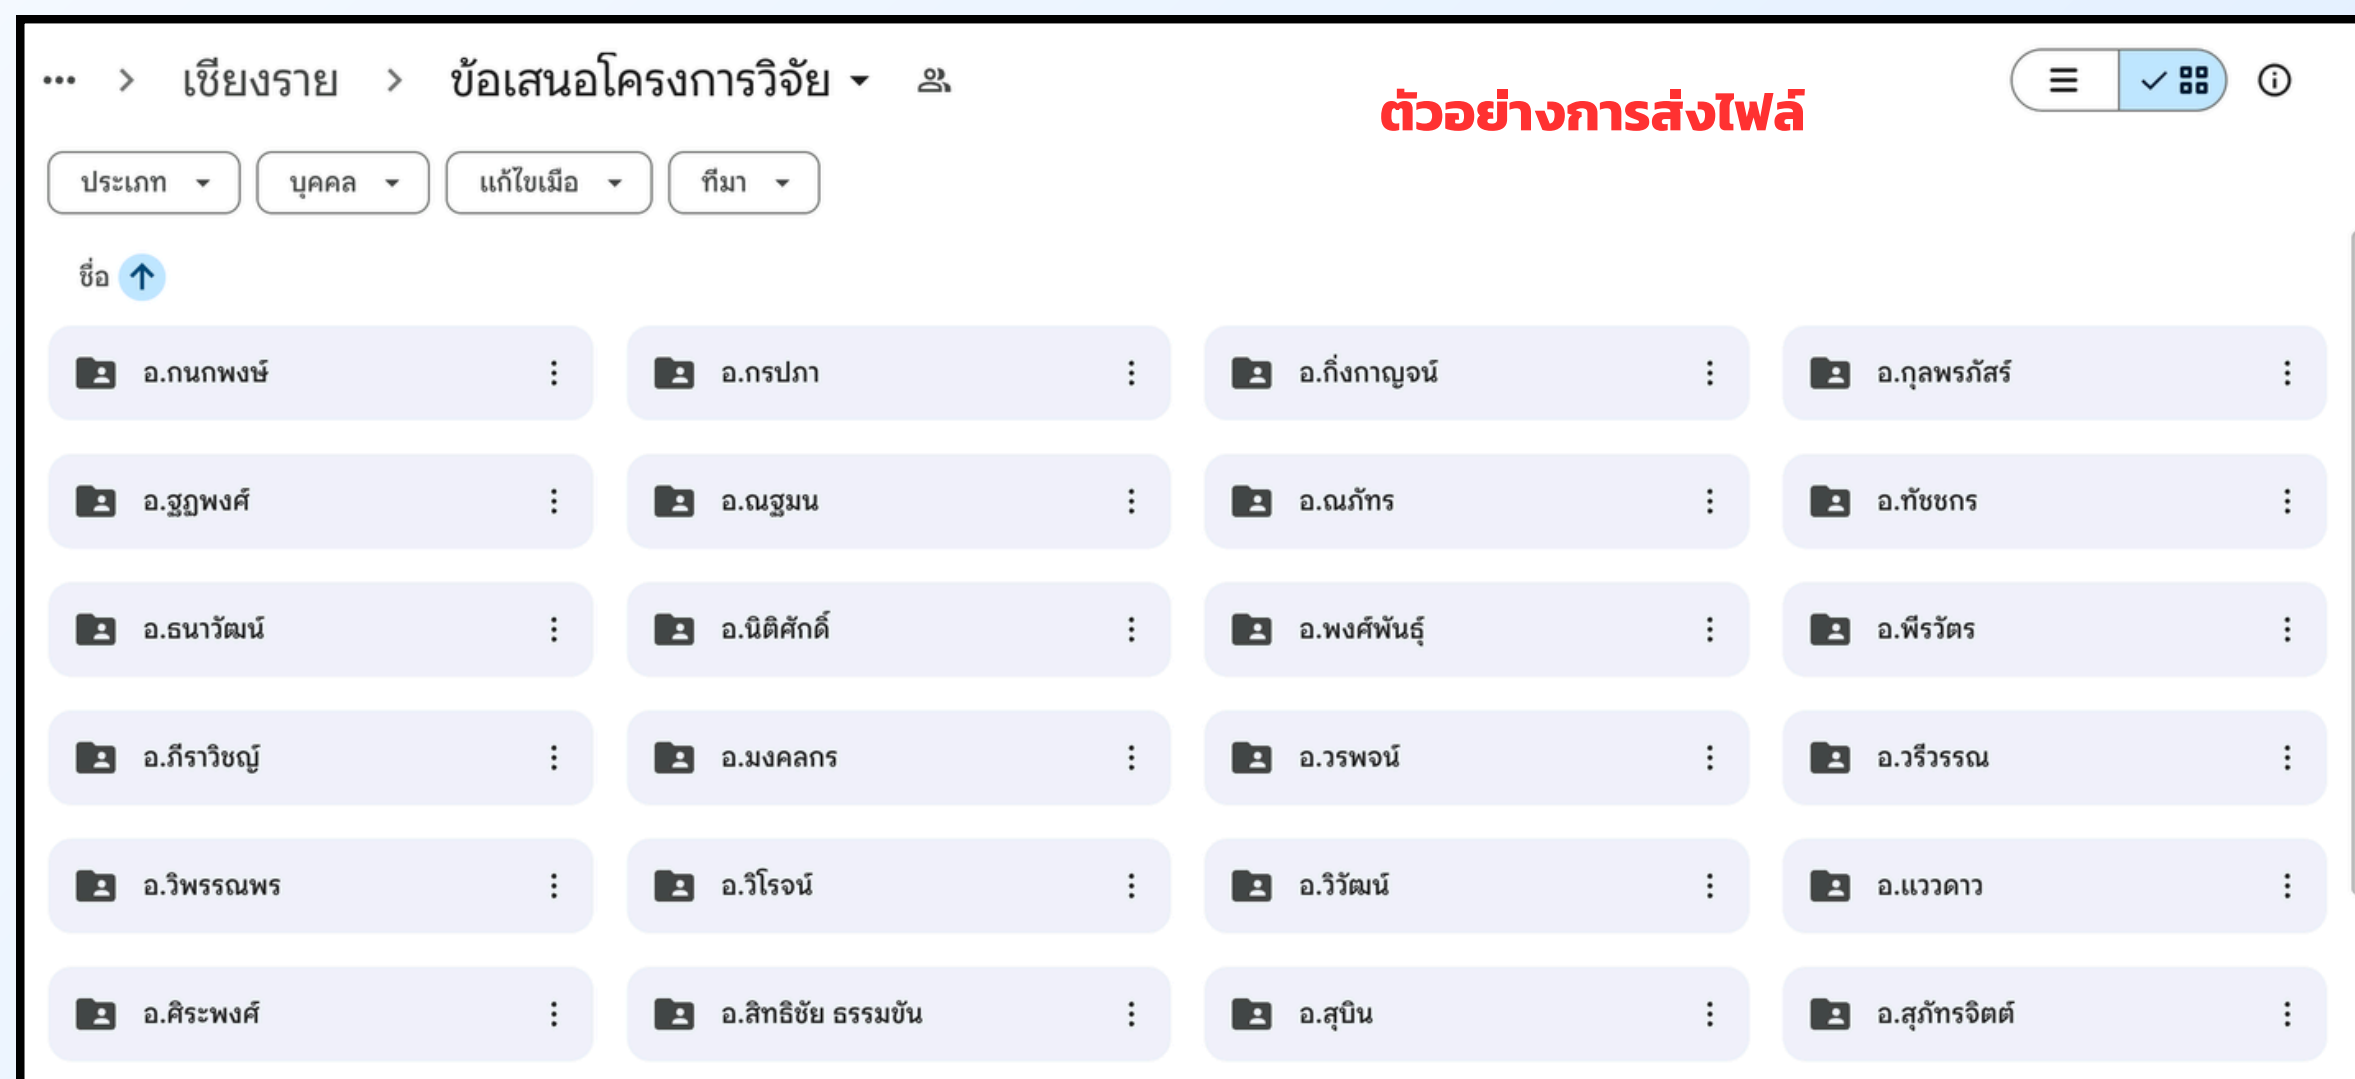 ... > เชียงราย > ข้อเสนอโครงการวิจัย
ตัวอย่างการส่งไฟล์
ประเภท บุคคล แก้ไขเมื่อ ที่มา
ชื่อ
อ.กนกพงษ์ อ.กรปภา อ.กิ่งกาญจน์ อ.กุลพรภัสร์
อ.ฐฏพงศ์ อ.ณฐมน อ.ณภัทร อ.ทัชชกร
อ.ธนาวัฒน์ อ.นิติศักดิ์ อ.พงศ์พันธุ์ อ.พีรวัตร
อ.ภีราวิชญ์ อ.มงคลกร อ.วรพจน์ อ.วรีวรรณ
อ.วิพรรณพร อ.วิโรจน์ อ.วิวัฒน์ อ.แววดาว
อ.ศิระพงศ์ อ.สิทธิชัย ธรรมขัน อ.สุบิน อ.สุภัทรจิตต์